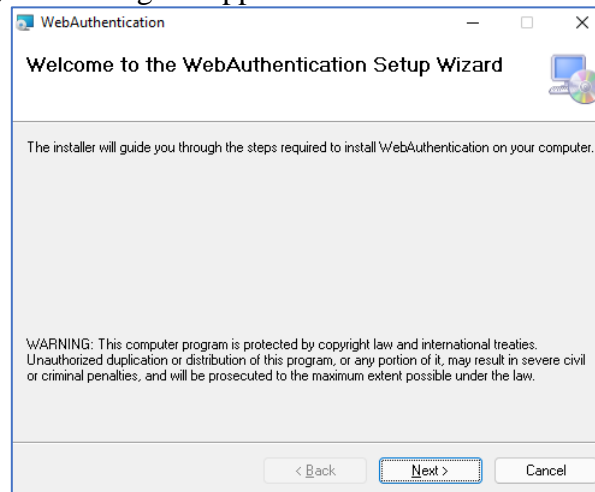 WebAuthentication
Welcome to the WebAuthentication Setup Wizard
The installer will guide you through the steps required to install WebAuthentication on your computer.
WARNING: This computer program is protected by copyright law and international treaties.
Unauthorized duplication or distribution of this program, or any portion of it, may result in severe civil
or criminal penalties, and will be prosecuted to the maximum extent possible under the law.
< Back Next > Cancel